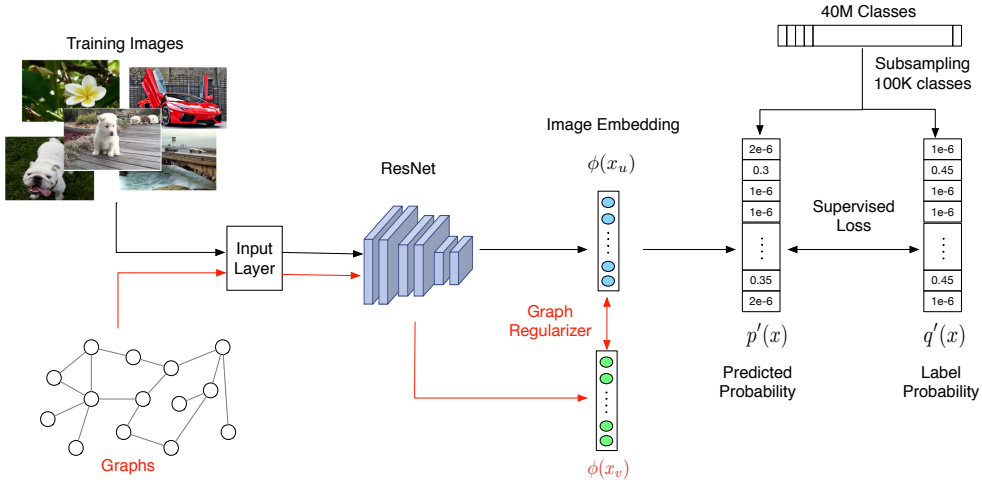 40M Classes
Training Images
Subsampling
100K classes
Image Embedding
ϕ(x_u)
ResNet
2e-6
0.3
1e-6
1e-6
0.35
2e-6
1e-6
0.45
1e-6
1e-6
0.45
1e-6
Supervised
Loss
Input
Layer
Graph
Regularizer
p′(x)
q′(x)
Predicted
Probability
Label
Probability
Graphs
ϕ(x_v)